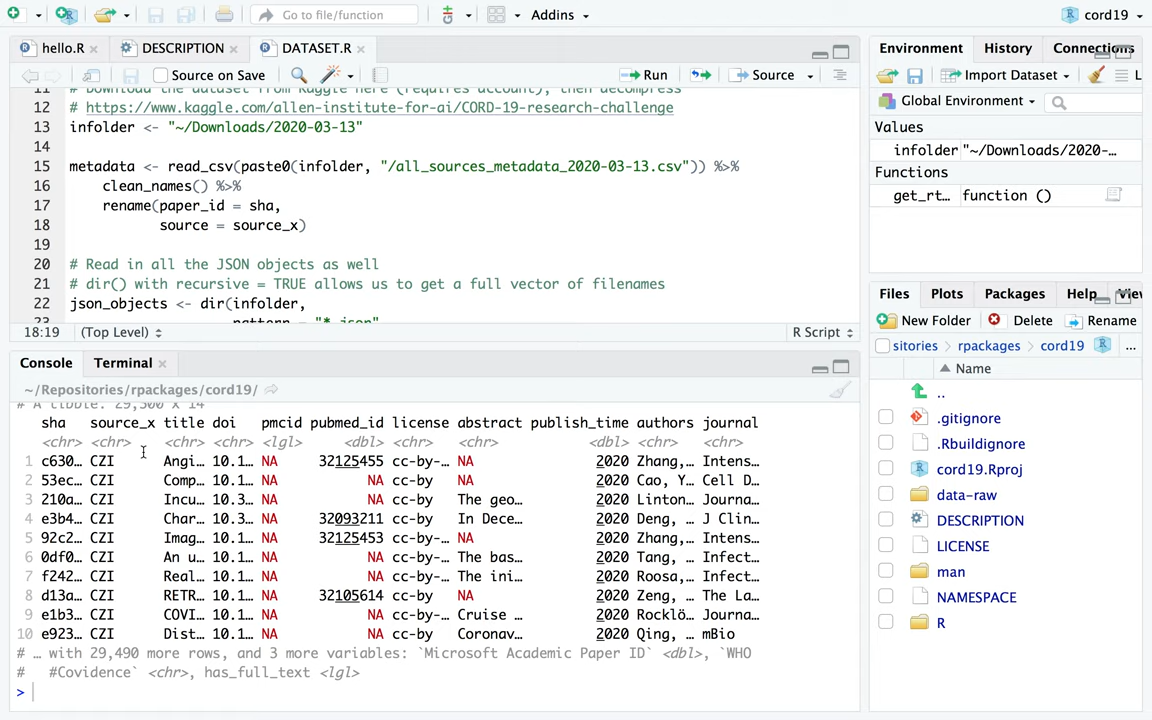 Go to file/function
Addins
cord19
hello.R
DESCRIPTION
DATASET.R
Source on Save
Run
Source
11 # Download the dataset from Kaggle here (requires account), then decompress
12 # https://www.kaggle.com/allen-institute-for-ai/CORD-19-research-challenge
13 infolder <- "~/Downloads/2020-03-13"
14
15 metadata <- read_csv(paste0(infolder, "/all_sources_metadata_2020-03-13.csv")) %>%
16 clean_names() %>%
17 rename(paper_id = sha,
18 source = source_x)
19
20 # Read in all the JSON objects as well
21 # dir() with recursive = TRUE allows us to get a full vector of filenames
22 json_objects <- dir(infolder,
23 pattern = "*.json"
18:19 (Top Level) R Script
Console Terminal
~/Repositories/rpackages/cord19/
# A tibble: 29,500 x 14
sha source_x title doi pmcid pubmed_id license abstract publish_time authors journal
<chr> <chr> <chr> <chr> <lgl> <dbl> <chr> <chr> <dbl> <chr> <chr>
1 c630… CZI Angi… 10.1… NA 32125455 cc-by-… NA 2020 Zhang,… Intens…
2 53ec… CZI Comp… 10.1… NA NA cc-by NA 2020 Cao, Y… Cell D…
3 210a… CZI Incu… 10.3… NA NA cc-by The geo… 2020 Linton… Journa…
4 e3b4… CZI Char… 10.3… NA 32093211 cc-by In Dece… 2020 Deng, … J Clin…
5 92c2… CZI Imag… 10.1… NA 32125453 cc-by-… NA 2020 Zhang,… Intens…
6 0df0… CZI An u… 10.1… NA NA cc-by The bas… 2020 Tang, … Infect…
7 f242… CZI Real… 10.1… NA NA cc-by-… The ini… 2020 Roosa,… Infect…
8 d13a… CZI RETR… 10.1… NA 32105614 cc-by NA 2020 Zeng, … The La…
9 e1b3… CZI COVI… 10.1… NA NA cc-by-… Cruise … 2020 Rocklö… Journa…
10 e923… CZI Dist… 10.1… NA NA cc-by Coronav… 2020 Qing, … mBio
# … with 29,490 more rows, and 3 more variables: `Microsoft Academic Paper ID` <dbl>, `WHO
# #Covidence` <chr>, has_full_text <lgl>
>
Environment History Connections
Import Dataset L
Global Environment
Values
infolder "~/Downloads/2020-…
Functions
get_rt… function ()
Files Plots Packages Help View
New Folder Delete Rename
sitories rpackages cord19 ...
Name
..
.gitignore
.Rbuildignore
cord19.Rproj
data-raw
DESCRIPTION
LICENSE
man
NAMESPACE
R